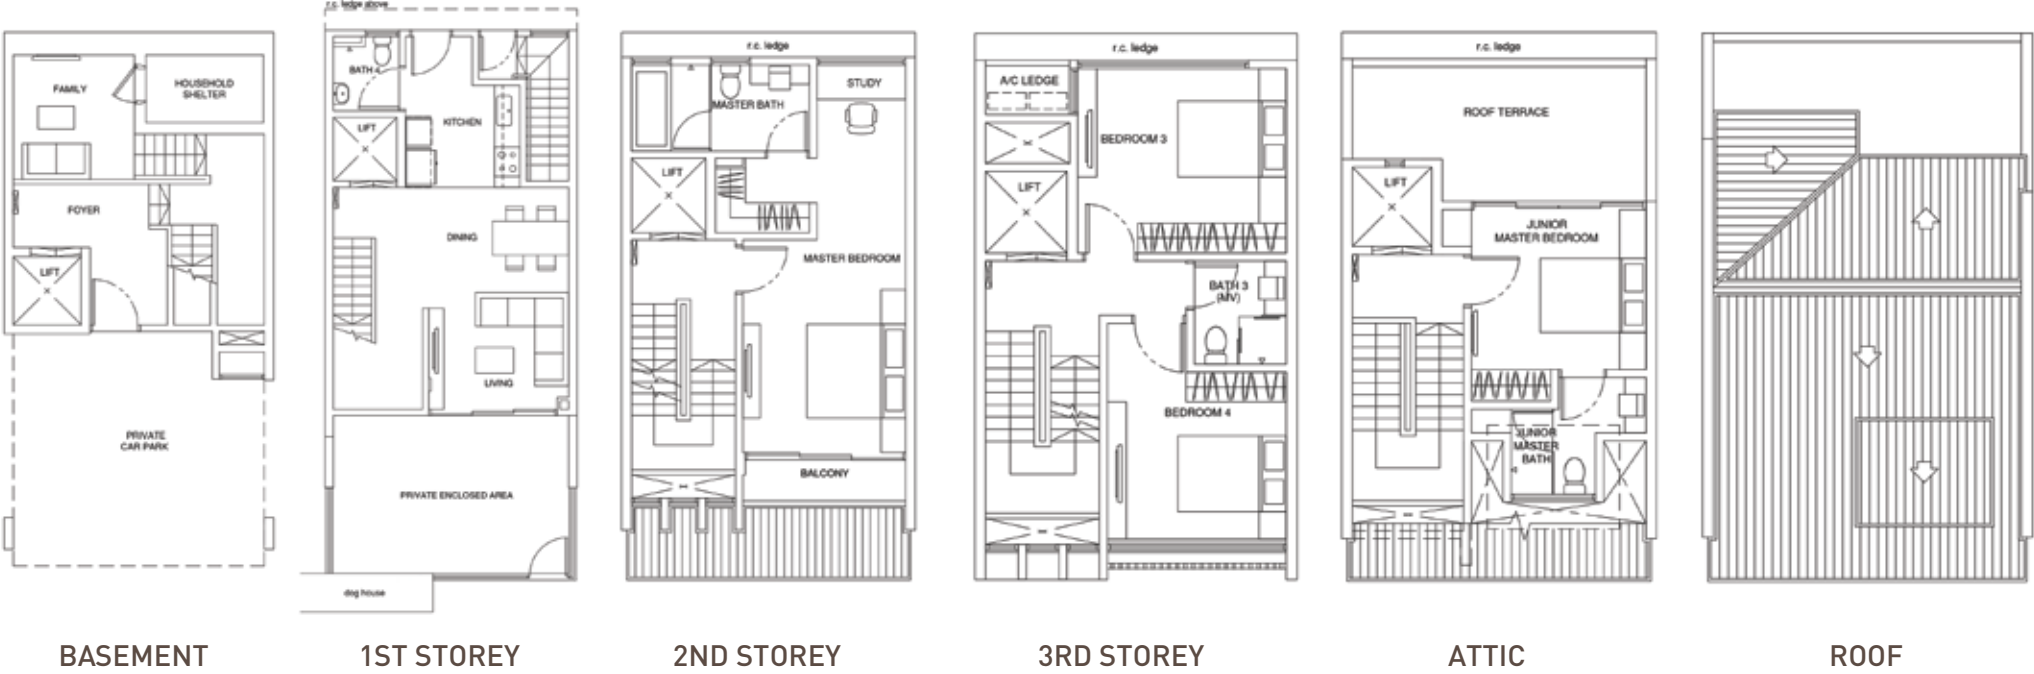 FAMILY
HOUSEHOLD
SHELTER
FOYER
LIFT
PRIVATE
CAR PARK
BASEMENT
r.c. ledge above
BATH 4
LIFT
KITCHEN
DINING
LIVING
PRIVATE ENCLOSED AREA
dog house
1ST STOREY
r.c. ledge
STUDY
MASTER BATH
LIFT
MASTER BEDROOM
BALCONY
2ND STOREY
r.c. ledge
A/C LEDGE
BEDROOM 3
LIFT
BATH 3
(MV)
BEDROOM 4
3RD STOREY
r.c. ledge
ROOF TERRACE
LIFT
JUNIOR
MASTER BEDROOM
JUNIOR
MASTER
BATH
ATTIC
ROOF